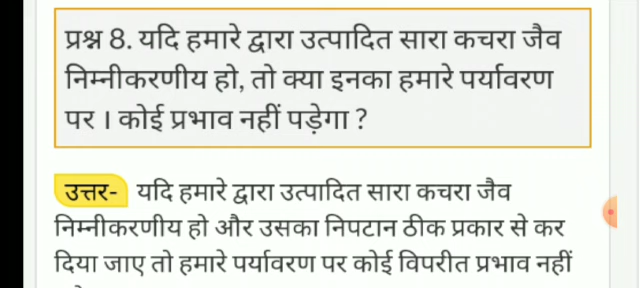 प्रश्न 8. यदि हमारे द्वारा उत्पादित सारा कचरा जैव
निम्नीकरणीय हो, तो क्या इनका हमारे पर्यावरण
पर । कोई प्रभाव नहीं पड़ेगा ?
उत्तर- यदि हमारे द्वारा उत्पादित सारा कचरा जैव
निम्नीकरणीय हो और उसका निपटान ठीक प्रकार से कर
दिया जाए तो हमारे पर्यावरण पर कोई विपरीत प्रभाव नहीं